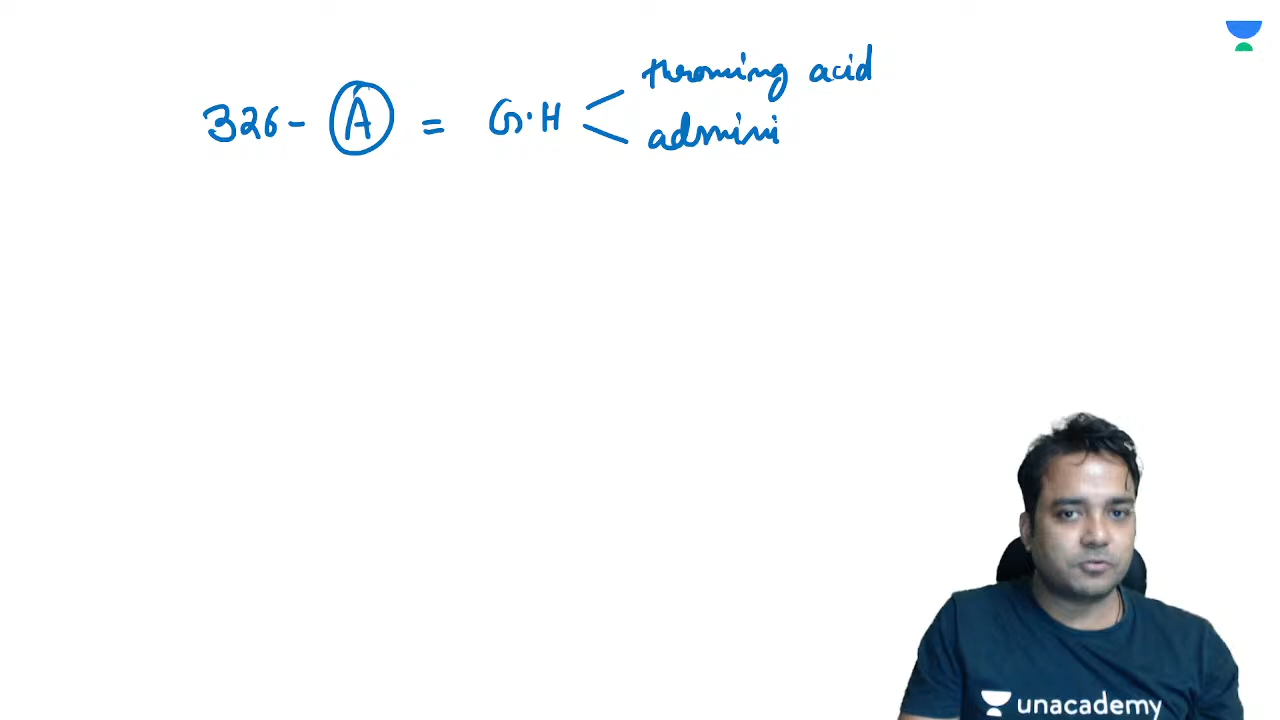 throwing acid
326 - A = G.H
admini
unacademy